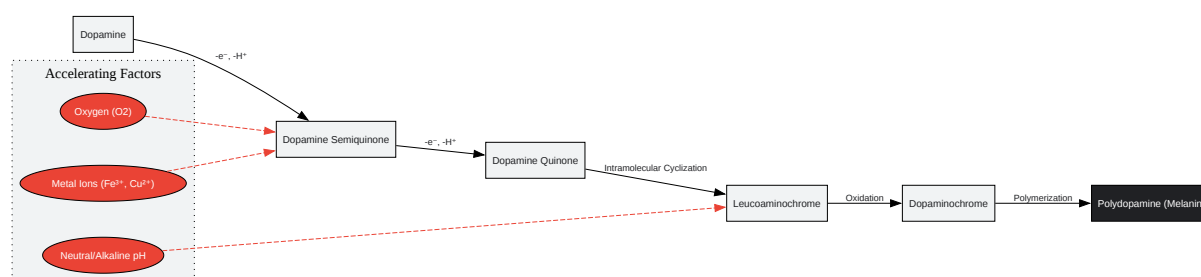 Dopamine
-e⁻, -H⁺
Accelerating Factors
Oxygen (O2)
Metal Ions (Fe³⁺, Cu²⁺)
Neutral/Alkaline pH
Dopamine Semiquinone
-e⁻, -H⁺
Dopamine Quinone
Intramolecular Cyclization
Leucoaminochrome
Oxidation
Dopaminochrome
Polymerization
Polydopamine (Melanin